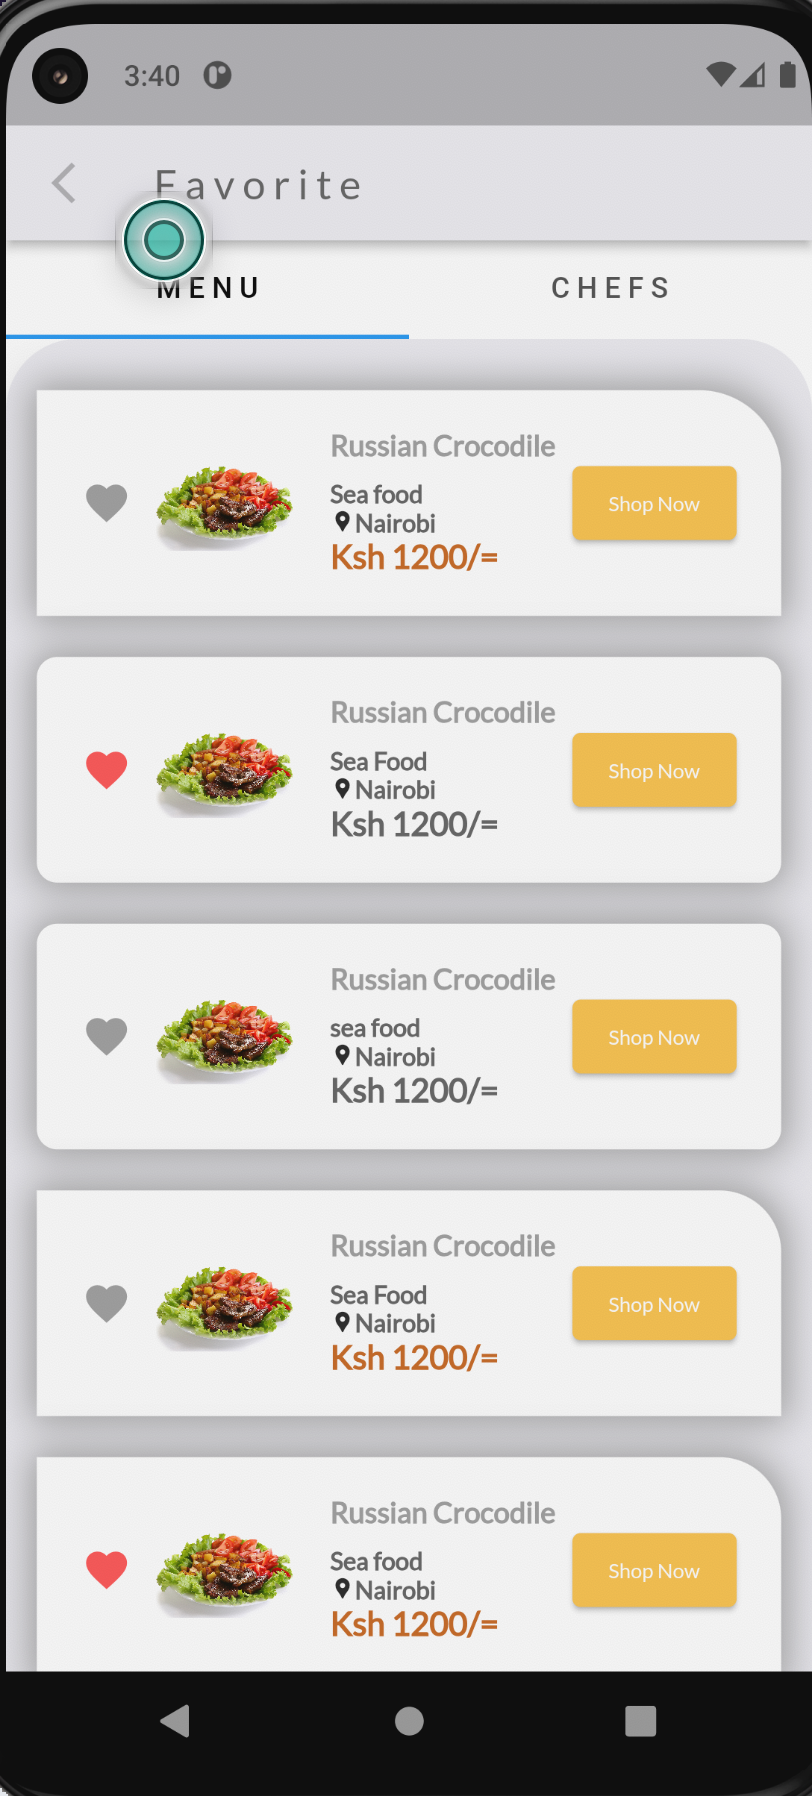 3:40
Favorite
MENU
CHEFS
Russian Crocodile
Sea food
Nairobi
Ksh 1200/=
Shop Now
Russian Crocodile
Sea Food
Nairobi
Ksh 1200/=
Shop Now
Russian Crocodile
sea food
Nairobi
Ksh 1200/=
Shop Now
Russian Crocodile
Sea Food
Nairobi
Ksh 1200/=
Shop Now
Russian Crocodile
Sea food
Nairobi
Ksh 1200/=
Shop Now